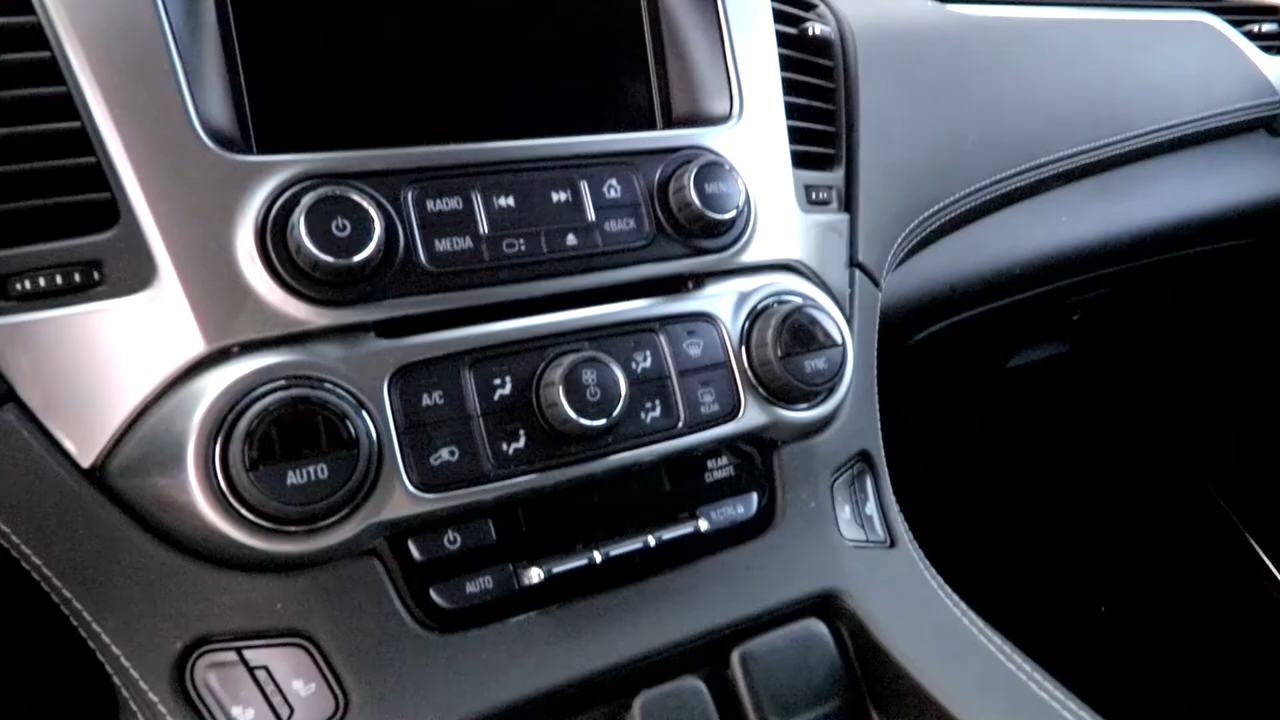 RADIO
MENU
MEDIA
BACK
A/C
SYNC
REAR
AUTO
REAR
CLIMATE
AUTO